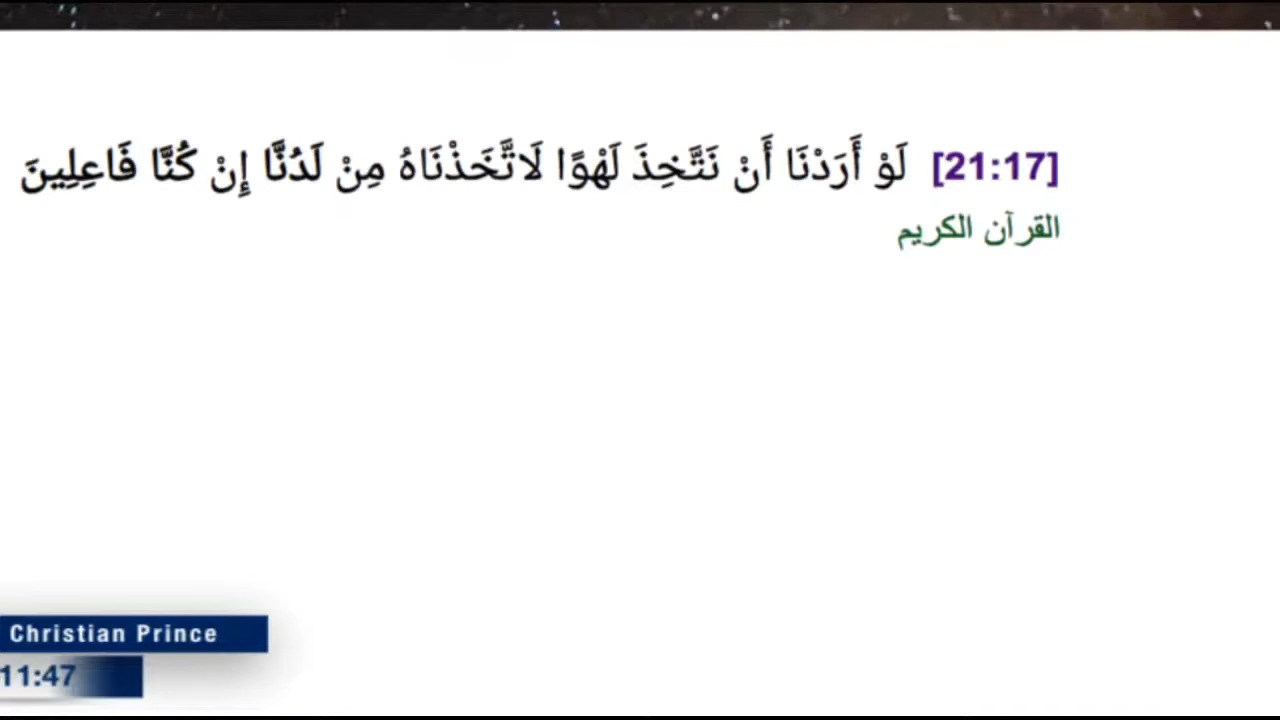 [21:17] لَوْ أَرَدْنَا أَنْ نَتَّخِذَ لَهْوًا لَاتَّخَذْنَاهُ مِنْ لَدُنَّا إِنْ كُنَّا فَاعِلِينَ
القرآن الكريم
Christian Prince
11:47